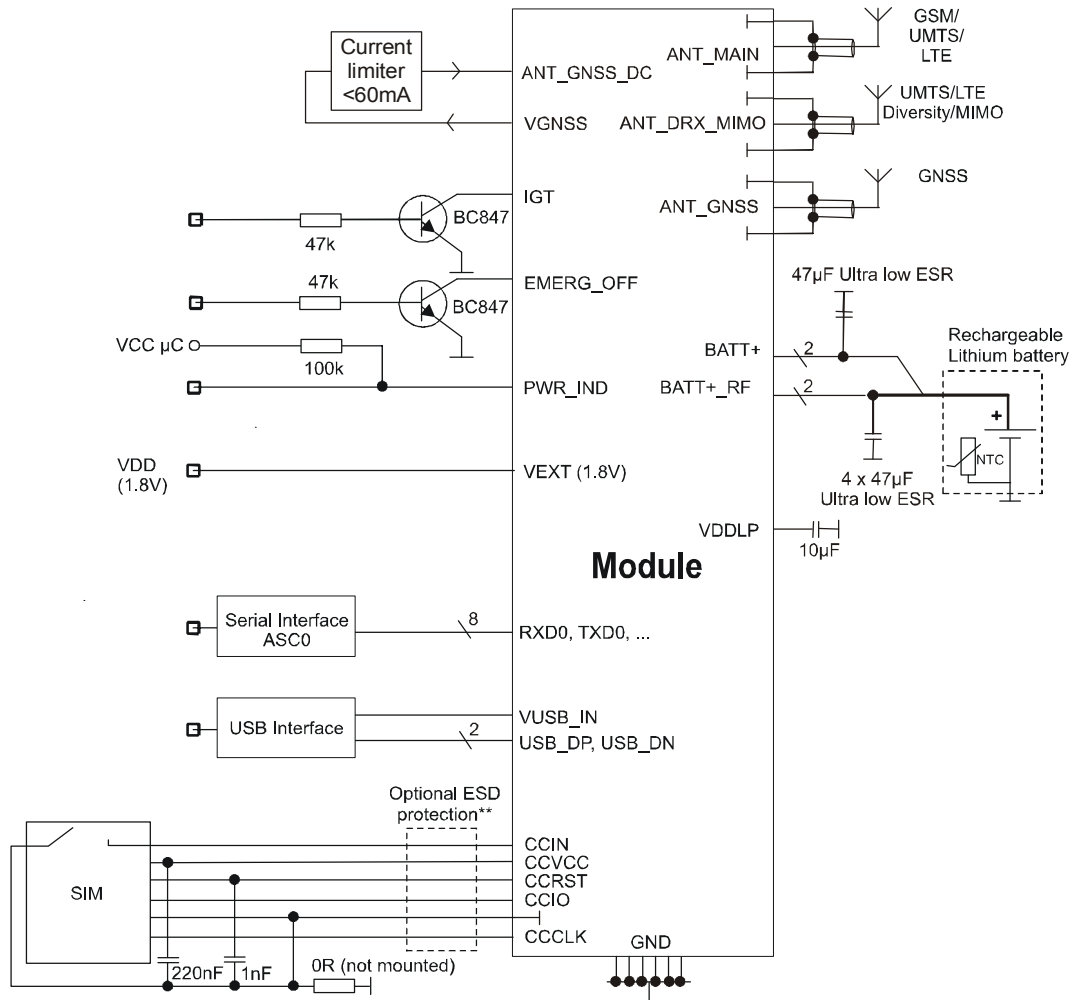 Current
limiter
<60mA
ANT_GNSS_DC
VGNSS
ANT_MAIN
GSM/
UMTS/
LTE
ANT_DRX_MIMO
UMTS/LTE
Diversity/MIMO
ANT_GNSS
GNSS
IGT
BC847
47k
EMERG_OFF
BC847
47k
VCC µC
100k
PWR_IND
47µF Ultra low ESR
BATT+
2
BATT+_RF
2
Rechargeable
Lithium battery
+
NTC
4 x 47µF
Ultra low ESR
VDD
(1.8V)
VEXT (1.8V)
VDDLP
10µF
Module
Serial Interface
ASC0
8
RXD0, TXD0, ...
USB Interface
VUSB_IN
2
USB_DP, USB_DN
Optional ESD
protection**
SIM
CCIN
CCVCC
CCRST
CCIO
CCCLK
220nF
1nF
0R (not mounted)
GND